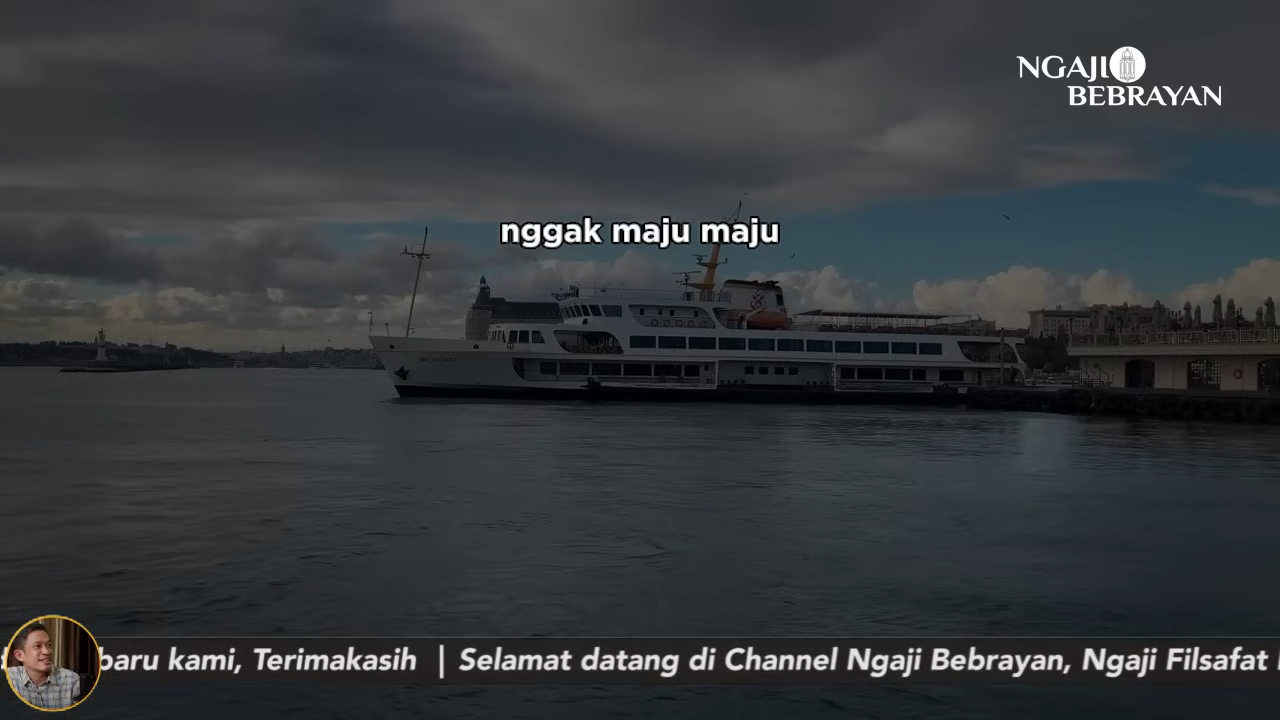 NGAJI
BEBRAYAN
nggak maju maju
baru kami, Terimakasih | Selamat datang di Channel Ngaji Bebrayan, Ngaji Filsafat